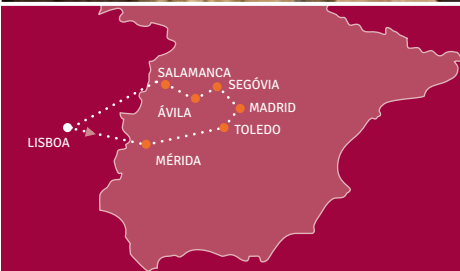 SALAMANCA
SEGÓVIA
ÁVILA
MADRID
LISBOA
TOLEDO
MÉRIDA